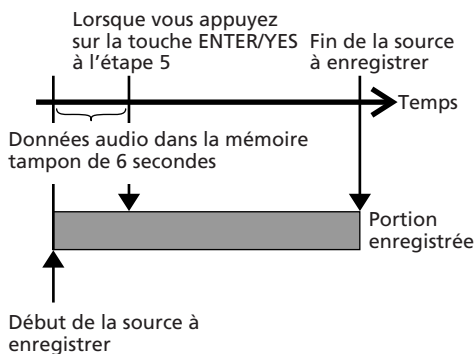 Lorsque vous appuyez
sur la touche ENTER/YES
à l'étape 5
Fin de la source
à enregistrer
Temps
Données audio dans la mémoire
tampon de 6 secondes
Portion
enregistrée
Début de la source à
enregistrer